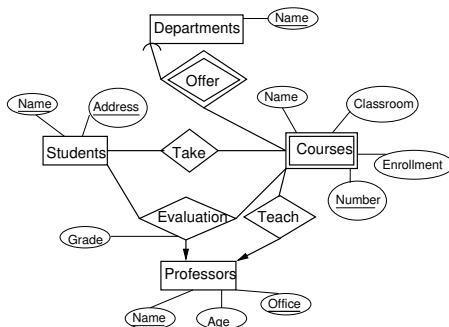 Name
Departments
Offer
Name
Address
Name
Classroom
Students
Take
Courses
Enrollment
Number
Evaluation
Teach
Grade
Professors
Name
Age
Office